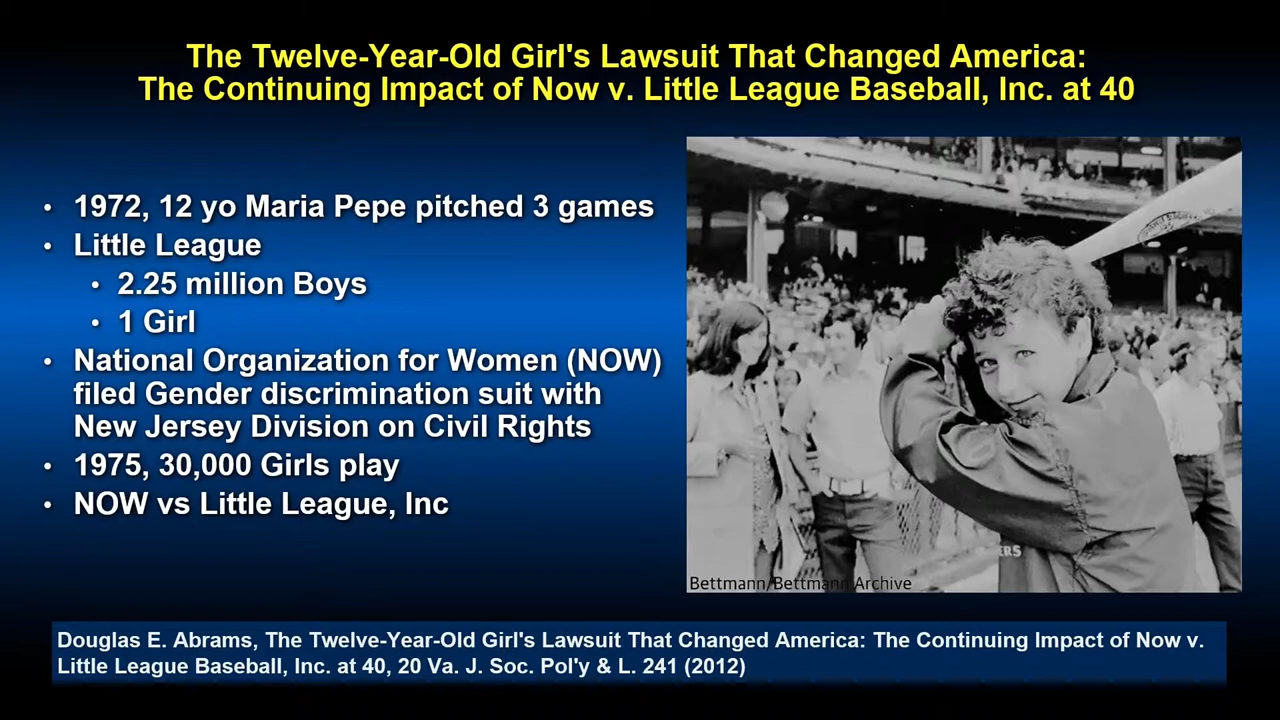 The Twelve-Year-Old Girl's Lawsuit That Changed America:
The Continuing Impact of Now v. Little League Baseball, Inc. at 40
• 1972, 12 yo Maria Pepe pitched 3 games
• Little League
• 2.25 million Boys
• 1 Girl
• National Organization for Women (NOW)
filed Gender discrimination suit with
New Jersey Division on Civil Rights
• 1975, 30,000 Girls play
• NOW vs Little League, Inc
Bettmann/Bettmann Archive
Douglas E. Abrams, The Twelve-Year-Old Girl's Lawsuit That Changed America: The Continuing Impact of Now v.
Little League Baseball, Inc. at 40, 20 Va. J. Soc. Pol'y & L. 241 (2012)